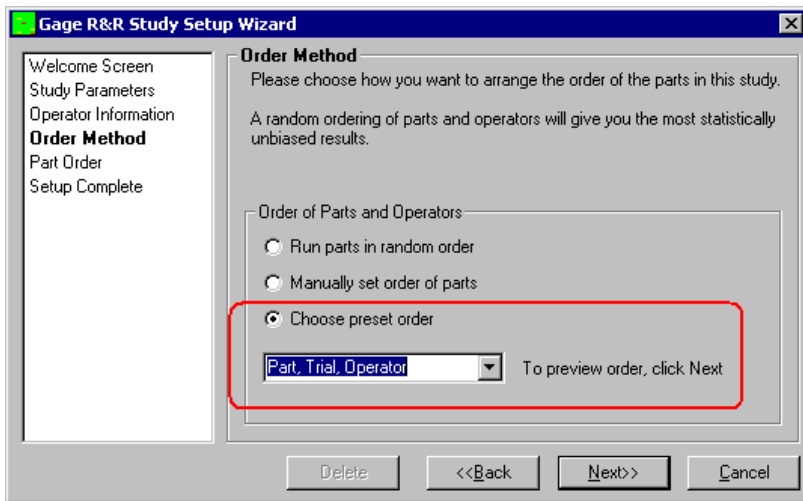 Gage R&R Study Setup Wizard
Welcome Screen
Study Parameters
Operator Information
Order Method
Part Order
Setup Complete
Order Method
Please choose how you want to arrange the order of the parts in this study.
A random ordering of parts and operators will give you the most statistically
unbiased results.
Order of Parts and Operators
Run parts in random order
Manually set order of parts
Choose preset order
Part, Trial, Operator
To preview order, click Next
Delete
<<Back
Next>>
Cancel